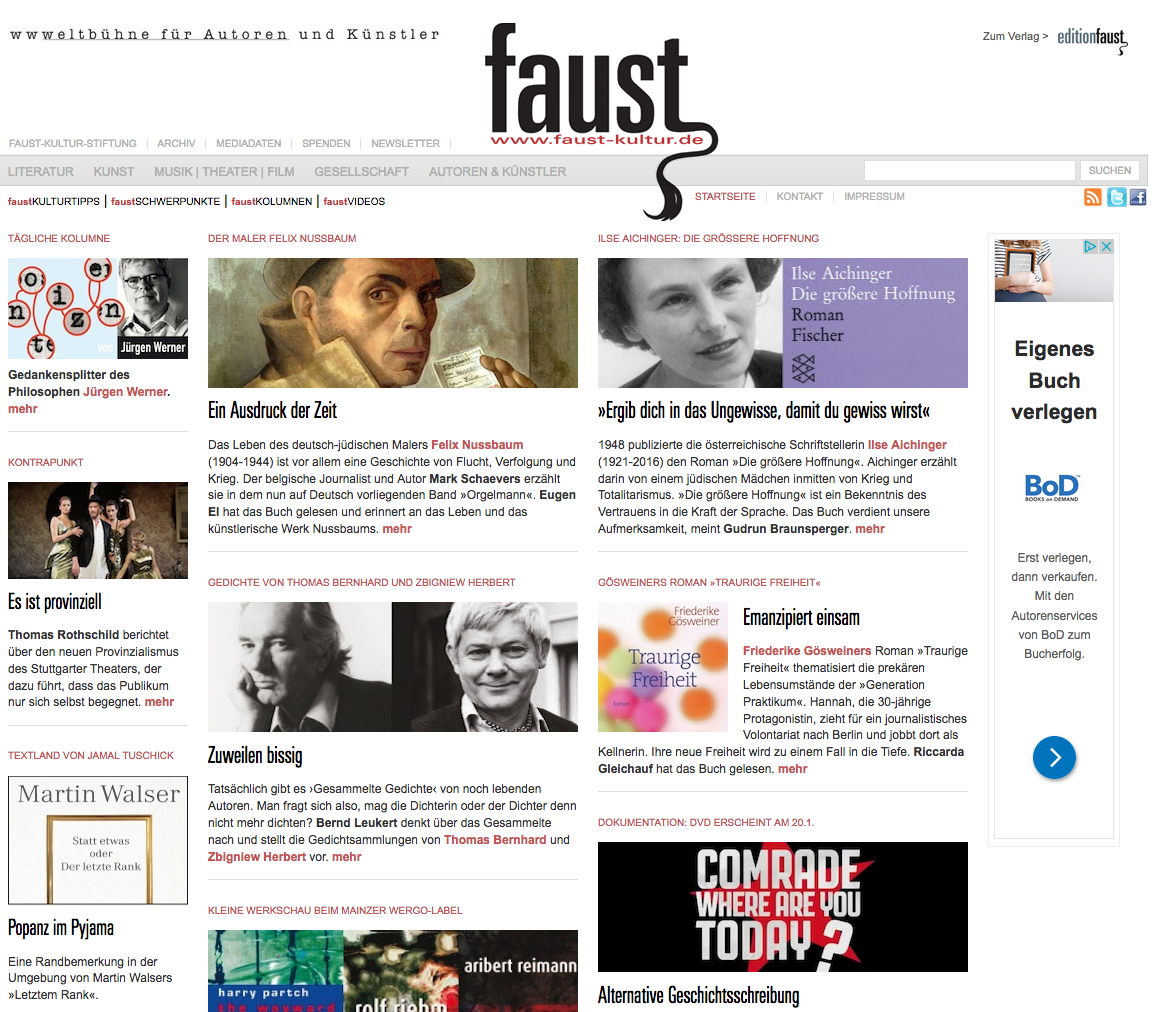 wwweltbühne für Autoren und Künstler
faust
www.faust-kultur.de
Zum Verlag > editionfaust
FAUST-KULTUR-STIFTUNG
ARCHIV
MEDIADATEN
SPENDEN
NEWSLETTER
LITERATUR
KUNST
MUSIK | THEATER | FILM
GESELLSCHAFT
AUTOREN & KÜNSTLER
SUCHEN
faustKULTURTIPPS | faustSCHWERPUNKTE | faustKOLUMNEN | faustVIDEOS
STARTSEITE
KONTAKT
IMPRESSUM
TÄGLICHE KOLUMNE
n o i z e n t
te
von Jürgen Werner
Gedankensplitter des
Philosophen Jürgen Werner.
mehr
KONTRAPUNKT
Es ist provinziell
Thomas Rothschild berichtet
über den neuen Provinzialismus
des Stuttgarter Theaters, der
dazu führt, dass das Publikum
nur sich selbst begegnet. mehr
TEXTLAND VON JAMAL TUSCHICK
Martin Walser
Statt etwas
oder
Der letzte Rank
Popanz im Pyjama
Eine Randbemerkung in der
Umgebung von Martin Walsers
»Letztem Rank«.
DER MALER FELIX NUSSBAUM
Ein Ausdruck der Zeit
Das Leben des deutsch-jüdischen Malers Felix Nussbaum
(1904-1944) ist vor allem eine Geschichte von Flucht, Verfolgung und
Krieg. Der belgische Journalist und Autor Mark Schaevers erzählt
sie in dem nun auf Deutsch vorliegenden Band »Orgelmann«. Eugen
El hat das Buch gelesen und erinnert an das Leben und das
künstlerische Werk Nussbaums. mehr
GEDICHTE VON THOMAS BERNHARD UND ZBIGNIEW HERBERT
Zuweilen bissig
Tatsächlich gibt es ›Gesammelte Gedichte‹ von noch lebenden
Autoren. Man fragt sich also, mag die Dichterin oder der Dichter denn
nicht mehr dichten? Bernd Leukert denkt über das Gesammelte
nach und stellt die Gedichtsammlungen von Thomas Bernhard und
Zbigniew Herbert vor. mehr
KLEINE WERKSCHAU BEIM MAINZER WERGO-LABEL
harry partch
the wayward
rolf riehm
aribert reimann
ILSE AICHINGER: DIE GRÖSSERE HOFFNUNG
Ilse Aichinger
Die größere Hoffnung
Roman
Fischer
»Ergib dich in das Ungewisse, damit du gewiss wirst«
1948 publizierte die österreichische Schriftstellerin Ilse Aichinger
(1921-2016) den Roman »Die größere Hoffnung«. Aichinger erzählt
darin von einem jüdischen Mädchen inmitten von Krieg und
Totalitarismus. »Die größere Hoffnung« ist ein Bekenntnis des
Vertrauens in die Kraft der Sprache. Das Buch verdient unsere
Aufmerksamkeit, meint Gudrun Braunsperger. mehr
GÖSWEINERS ROMAN »TRAURIGE FREIHEIT«
Friederike
Gösweiner
Traurige
Freiheit
Roman
Emanzipiert einsam
Friederike Gösweiners Roman »Traurige
Freiheit« thematisiert die prekären
Lebensumstände der »Generation
Praktikum«. Hannah, die 30-jährige
Protagonistin, zieht für ein journalistisches
Volontariat nach Berlin und jobbt dort als
Kellnerin. Ihre neue Freiheit wird zu einem Fall in die Tiefe. Riccarda
Gleichauf hat das Buch gelesen. mehr
DOKUMENTATION: DVD ERSCHEINT AM 20.1.
COMRADE
WHERE ARE YOU
TODAY?
Alternative Geschichtsschreibung
Eigenes
Buch
verlegen
BoD
BOOKS on DEMAND
Erst verlegen,
dann verkaufen.
Mit den
Autorenservices
von BoD zum
Bucherfolg.